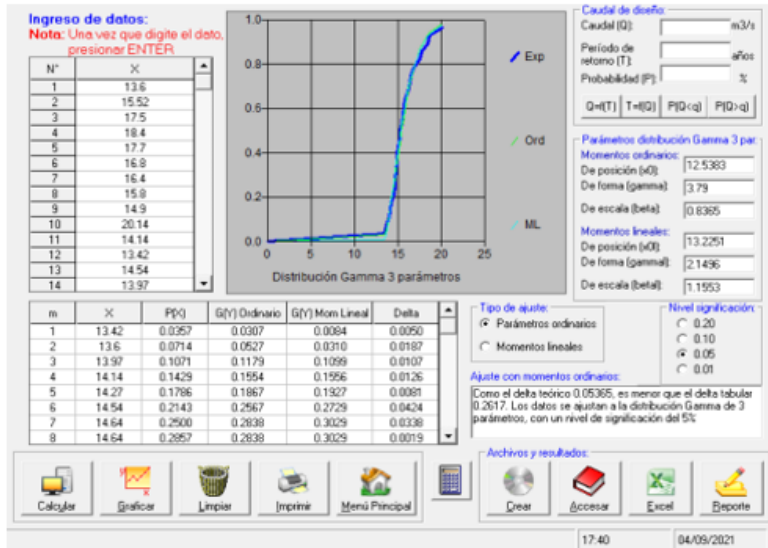 Ingreso de datos:
Nota: Una vez que digite el dato,
presionar ENTER
N° X
1 13.6
2 15.52
3 17.5
4 18.4
5 17.7
6 16.8
7 16.4
8 15.8
9 14.9
10 20.14
11 14.14
12 13.42
13 14.54
14 13.97
1.0
0.8
0.6
0.4
0.2
0.0
0 5 10 15 20 25
Distribución Gamma 3 parámetros
Exp
Ord
ML
Caudal de diseño:
Caudal (Q): m3/s
Período de
retorno (T): años
Probabilidad (P): %
Q=f(T) T=f(Q) P(Q<q) P(Q>q)
Parámetros distribución Gamma 3 par:
Momentos ordinarios:
De posición (x0): 12.5383
De forma (gamma): 3.79
De escala (beta): 0.8365
Momentos lineales:
De posición (x0l): 13.2251
De forma (gammal): 2.1496
De escala (betal): 1.1553
m X P(X) G(Y) Ordinario G(Y) Mom Lineal Delta
1 13.42 0.0357 0.0307 0.0084 0.0050
2 13.6 0.0714 0.0527 0.0310 0.0187
3 13.97 0.1071 0.1179 0.1099 0.0107
4 14.14 0.1429 0.1554 0.1556 0.0126
5 14.27 0.1786 0.1867 0.1927 0.0081
6 14.54 0.2143 0.2567 0.2729 0.0424
7 14.64 0.2500 0.2838 0.3029 0.0338
8 14.64 0.2857 0.2838 0.3029 0.0019
Tipo de ajuste:
Parámetros ordinarios
Momentos lineales
Nivel significación:
0.20
0.10
0.05
0.01
Ajuste con momentos ordinarios:
Como el delta teórico 0.05365, es menor que el delta tabular
0.2617. Los datos se ajustan a la distribución Gamma de 3
parámetros, con un nivel de significación del 5%
Calcular Graficar Limpiar Imprimir Menú Principal
Archivos y resultados:
Crear Accesar Excel Reporte
17:40 04/09/2021